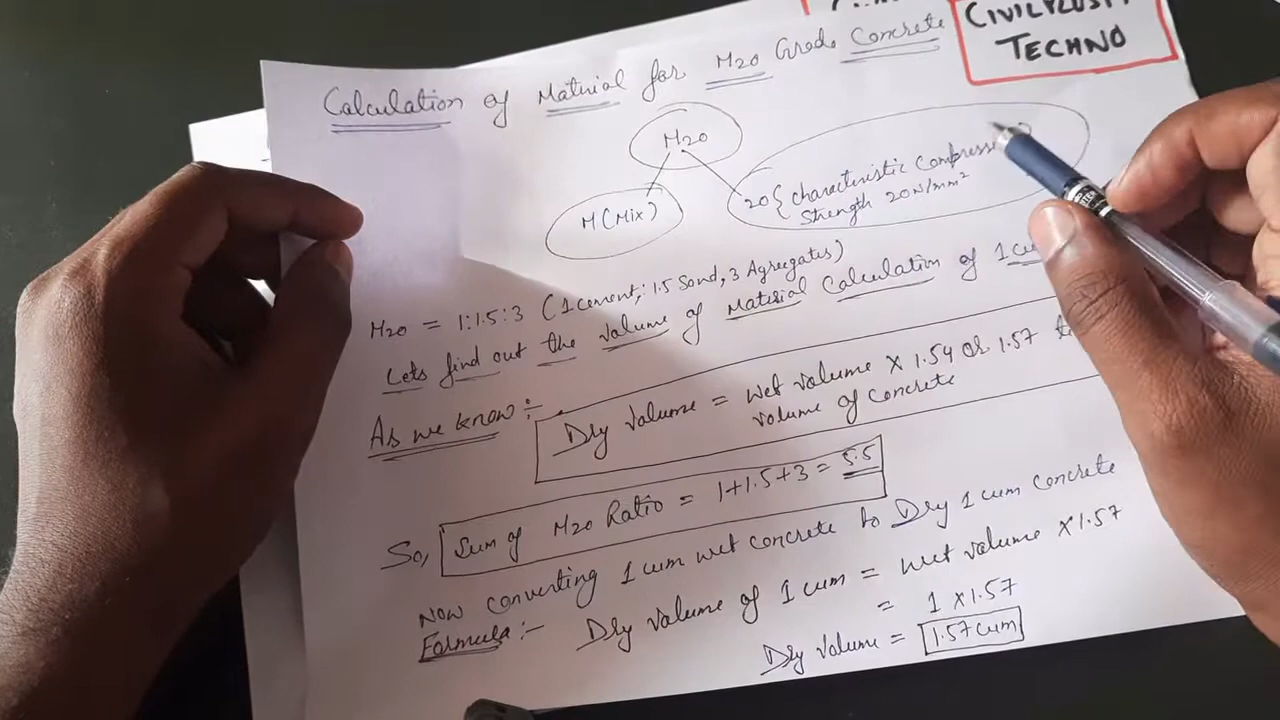 CIVILPLUS
TECHNO
Calculation of Material for M20 Grade Concrete
M20
M (Mix)
20 { characteristic Compress
Strength 20N/mm²
M20 = 1:1.5:3 (1 cement, 1.5 Sand, 3 Agreegates)
Lets find out the volume of Material Calculation of 1 cu
As we know :-
Dry volume = wet volume X 1.54 or 1.57
volume of concrete
So, Sum of M20 Ratio = 1+1.5+3 = 5.5
Now converting 1 cum wet concrete to Dry 1 cum concrete
Formula :- Dry volume of 1 cum = wet volume X 1.57
= 1 X 1.57
Dry volume = 1.57 cum